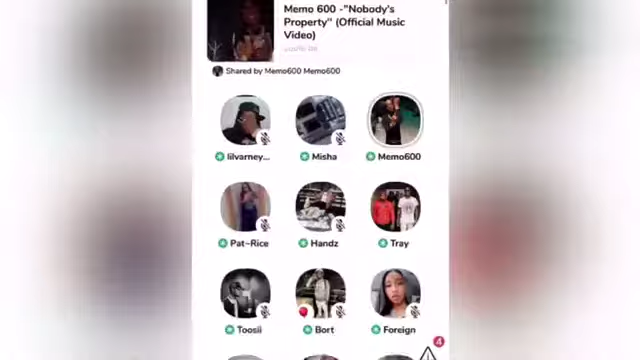 Memo 600 -"Nobody's
Property" (Official Music
Video)
Shared by Memo600 Memo600
lilvarney...
Misha
Memo600
Pat~Rice
Handz
Tray
Toosii
Bort
Foreign
4